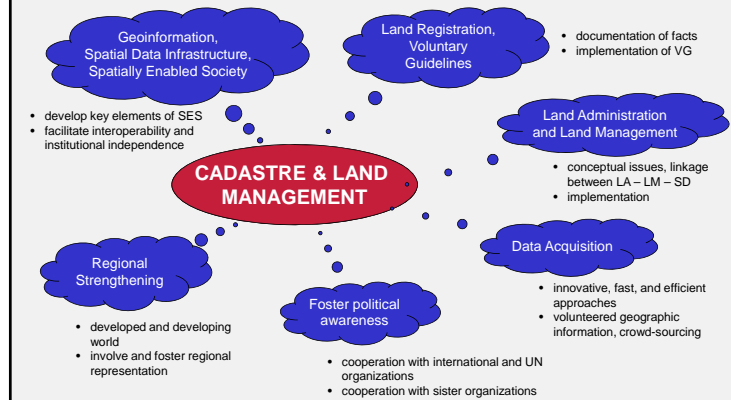 Geoinformation,
Spatial Data Infrastructure,
Spatially Enabled Society
• develop key elements of SES
• facilitate interoperability and
institutional independence
Land Registration,
Voluntary
Guidelines
• documentation of facts
• implementation of VG
Land Administration
and Land Management
• conceptual issues, linkage
between LA – LM – SD
• implementation
CADASTRE & LAND
MANAGEMENT
Data Acquisition
• innovative, fast, and efficient
approaches
• volunteered geographic
information, crowd-sourcing
Regional
Strengthening
• developed and developing
world
• involve and foster regional
representation
Foster political
awareness
• cooperation with international and UN
organizations
• cooperation with sister organizations